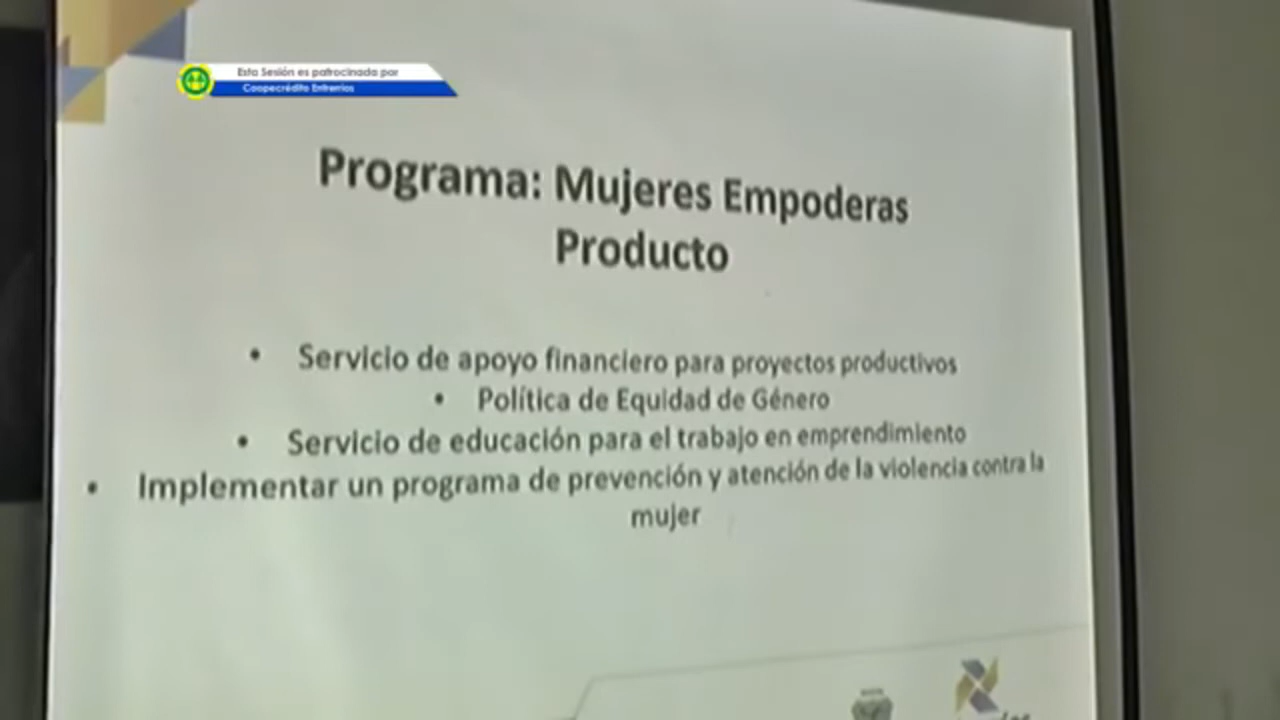 Esta Sesión es patrocinada por
Coopecrédito Entrerríos
Programa: Mujeres Empoderas
Producto
• Servicio de apoyo financiero para proyectos productivos
• Política de Equidad de Género
• Servicio de educación para el trabajo en emprendimiento
• Implementar un programa de prevención y atención de la violencia contra la
mujer